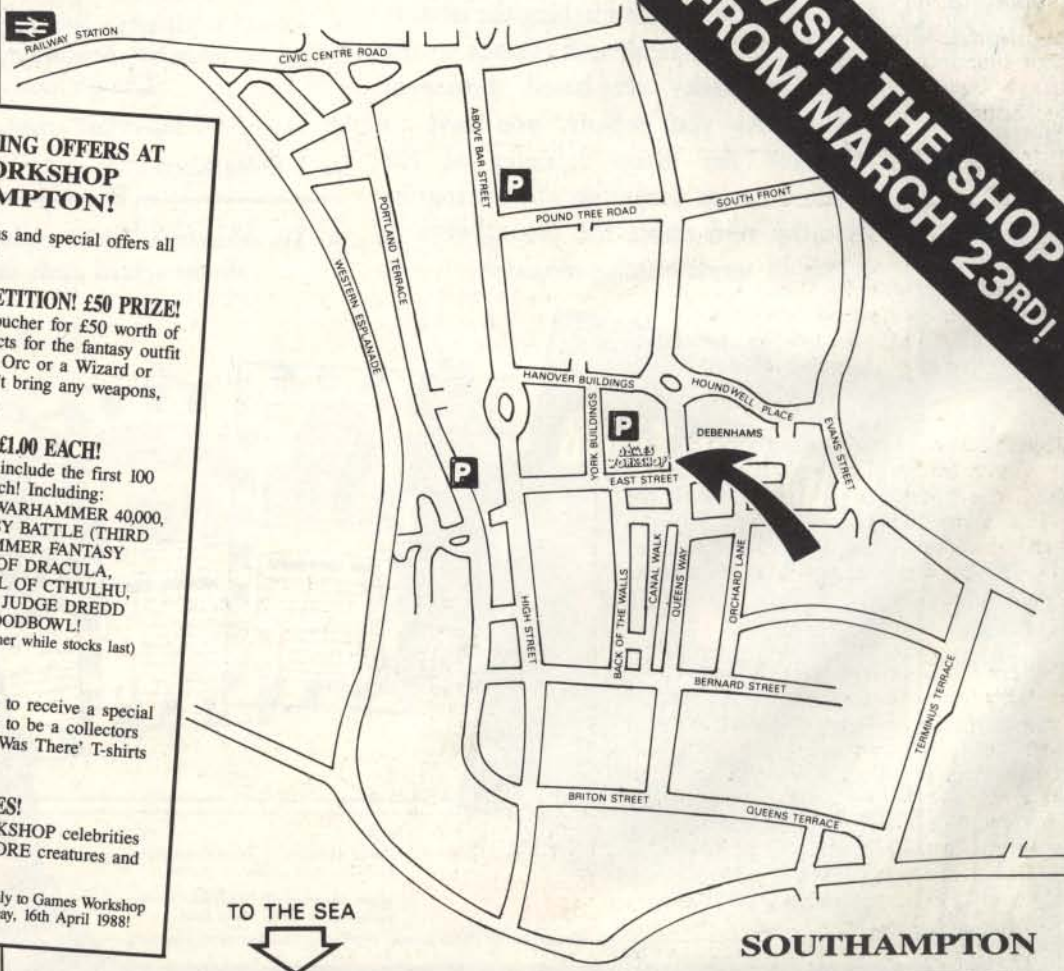 RAILWAY STATION
CIVIC CENTRE ROAD
VISIT THE SHOP
FROM MARCH 23RD!
ING OFFERS AT
ORKSHOP
MPTON!
s and special offers all
ETITION! £50 PRIZE!
ucher for £50 worth of
cts for the fantasy outfit
Orc or a Wizard or
t bring any weapons,
£1.00 EACH!
include the first 100
ch! Including:
WARHAMMER 40,000,
Y BATTLE (THIRD
MMER FANTASY
OF DRACULA,
L OF CTHULHU,
JUDGE DREDD
OODBOWL!
ner while stocks last)
to receive a special
to be a collectors
Was There' T-shirts
ES!
KSHOP celebrities
ORE creatures and
ly to Games Workshop
ay, 16th April 1988!
ABOVE BAR STREET
P
POUND TREE ROAD
SOUTH FRONT
PORTLAND TERRACE
WESTERN ESPLANADE
HANOVER BUILDINGS
HOUNDWELL PLACE
YORK BUILDINGS
P
DEBENHAMS
EVANS STREET
GAMES
WORKSHOP
EAST STREET
P
HIGH STREET
BACK OF THE WALLS
CANAL WALK
QUEENS WAY
ORCHARD LANE
BERNARD STREET
TERMINUS TERRACE
BRITON STREET
QUEENS TERRACE
TO THE SEA
SOUTHAMPTON